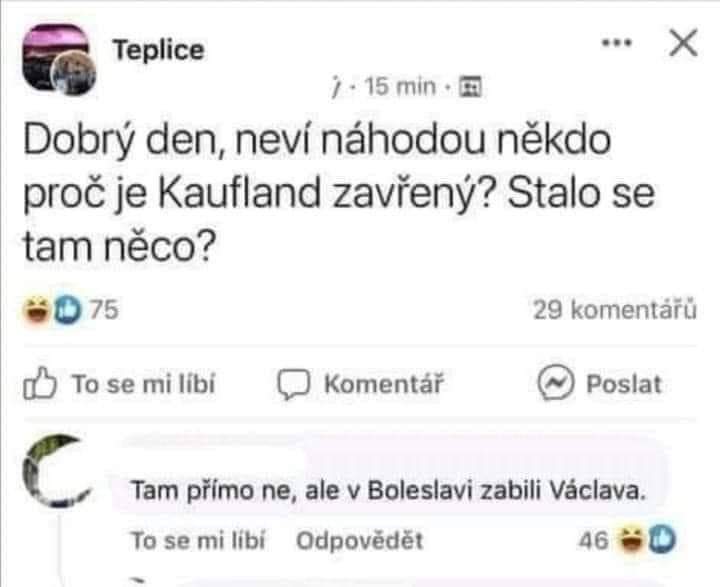 Teplice
· 15 min ·
Dobrý den, neví náhodou někdo
proč je Kaufland zavřený? Stalo se
tam něco?
75
29 komentářů
To se mi líbí
Komentář
Poslat
Tam přímo ne, ale v Boleslavi zabili Václava.
To se mi líbí Odpovědět 46